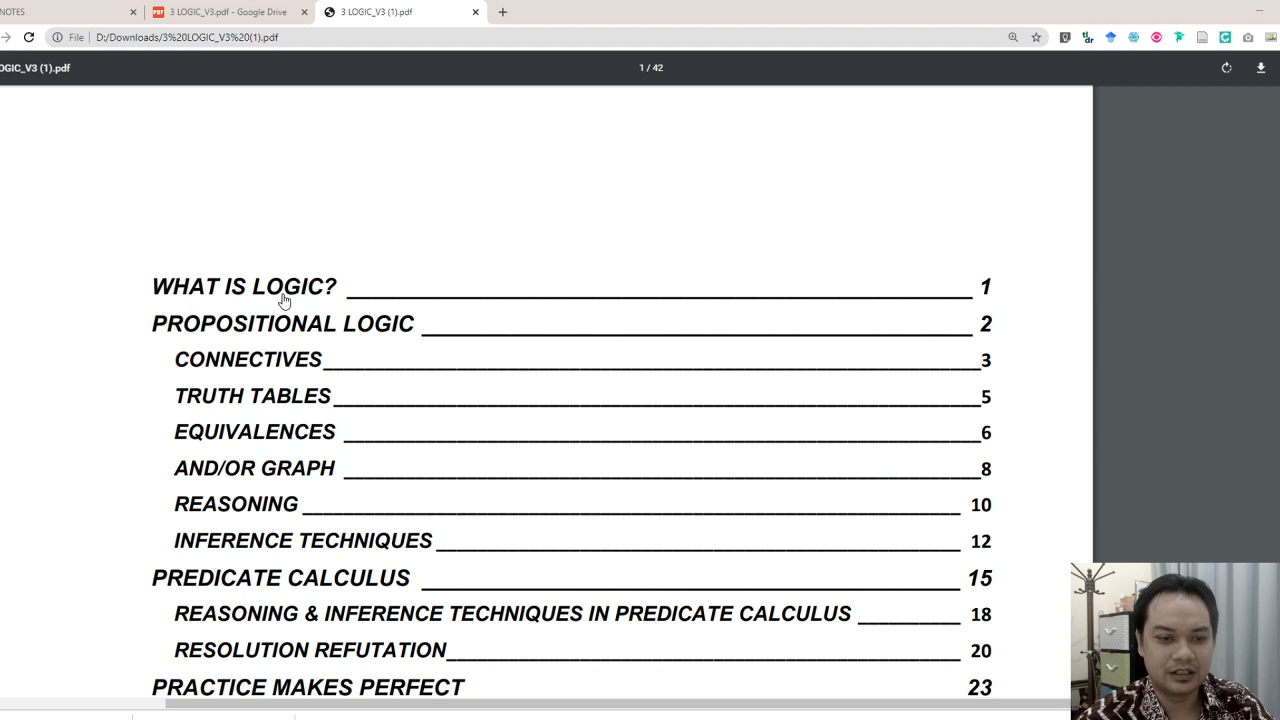 NOTES
3 LOGIC_V3.pdf - Google Drive
3 LOGIC_V3 (1).pdf
File
D:/Downloads/3%20LOGIC_V3%20(1).pdf
OGIC_V3 (1).pdf
1 / 42
WHAT IS LOGIC? 1
PROPOSITIONAL LOGIC 2
CONNECTIVES 3
TRUTH TABLES 5
EQUIVALENCES 6
AND/OR GRAPH 8
REASONING 10
INFERENCE TECHNIQUES 12
PREDICATE CALCULUS 15
REASONING & INFERENCE TECHNIQUES IN PREDICATE CALCULUS 18
RESOLUTION REFUTATION 20
PRACTICE MAKES PERFECT 23